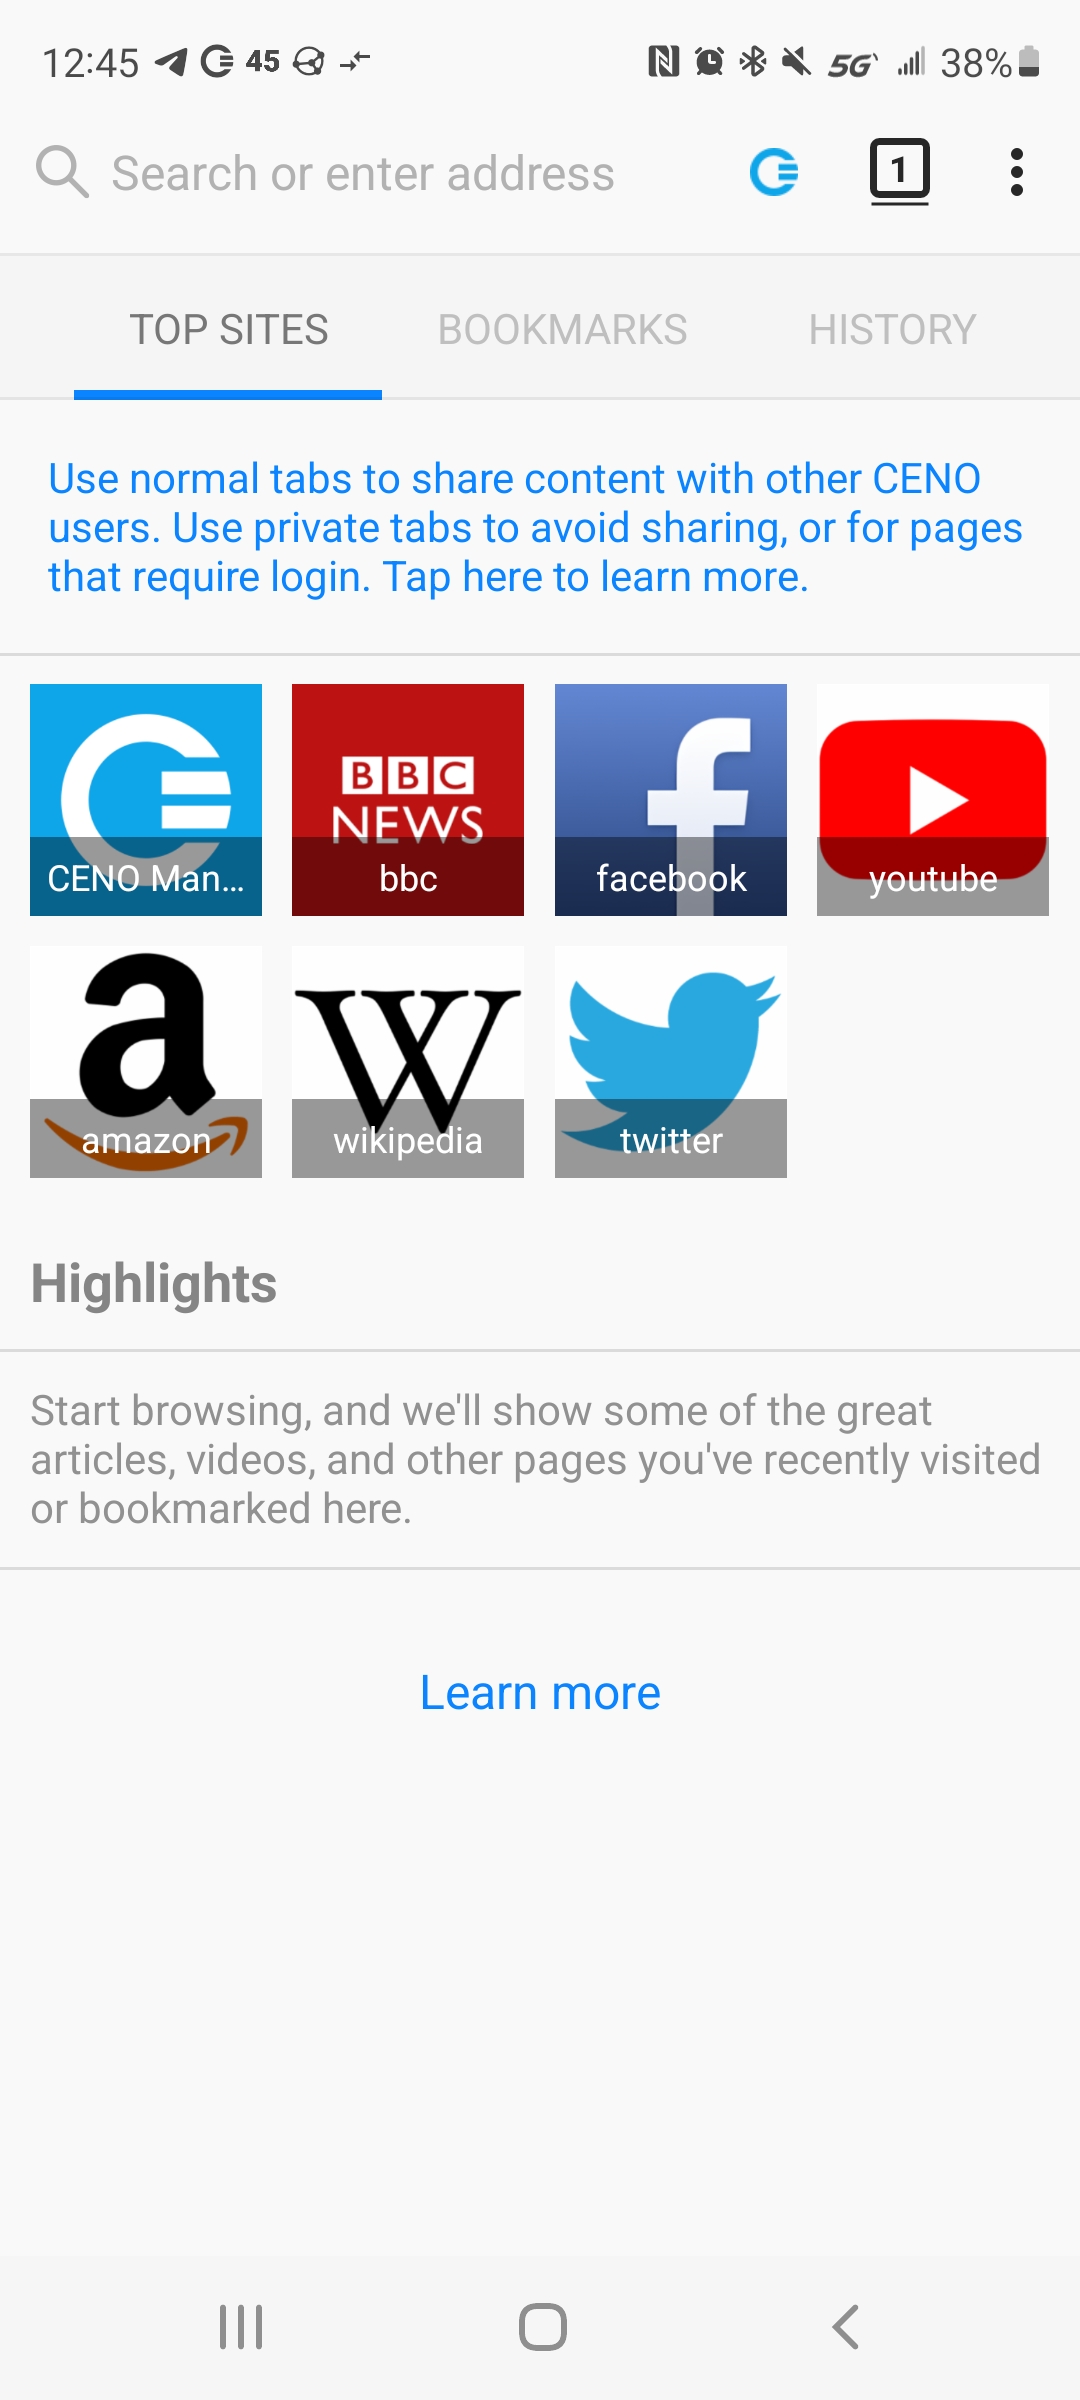 12:45 45 5G 38%
Search or enter address 1
TOP SITES BOOKMARKS HISTORY
Use normal tabs to share content with other CENO
users. Use private tabs to avoid sharing, or for pages
that require login. Tap here to learn more.
BBC
NEWS
CENO Man... bbc facebook youtube
amazon wikipedia twitter
Highlights
Start browsing, and we'll show some of the great
articles, videos, and other pages you've recently visited
or bookmarked here.
Learn more